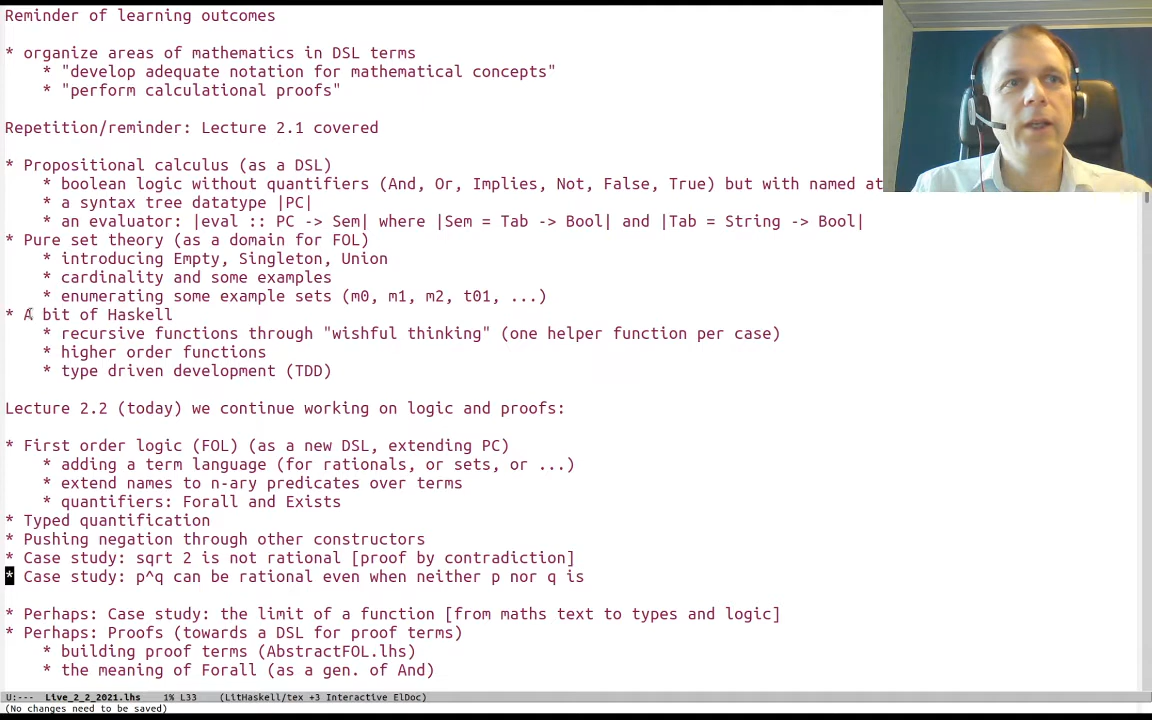 Reminder of learning outcomes
* organize areas of mathematics in DSL terms
* "develop adequate notation for mathematical concepts"
* "perform calculational proofs"
Repetition/reminder: Lecture 2.1 covered
* Propositional calculus (as a DSL)
* boolean logic without quantifiers (And, Or, Implies, Not, False, True) but with named at
* a syntax tree datatype |PC|
* an evaluator: |eval :: PC -> Sem| where |Sem = Tab -> Bool| and |Tab = String -> Bool|
* Pure set theory (as a domain for FOL)
* introducing Empty, Singleton, Union
* cardinality and some examples
* enumerating some example sets (m0, m1, m2, t01, ...)
* A bit of Haskell
* recursive functions through "wishful thinking" (one helper function per case)
* higher order functions
* type driven development (TDD)
Lecture 2.2 (today) we continue working on logic and proofs:
* First order logic (FOL) (as a new DSL, extending PC)
* adding a term language (for rationals, or sets, or ...)
* extend names to n-ary predicates over terms
* quantifiers: Forall and Exists
* Typed quantification
* Pushing negation through other constructors
* Case study: sqrt 2 is not rational [proof by contradiction]
* Case study: p^q can be rational even when neither p nor q is
* Perhaps: Case study: the limit of a function [from maths text to types and logic]
* Perhaps: Proofs (towards a DSL for proof terms)
* building proof terms (AbstractFOL.lhs)
* the meaning of Forall (as a gen. of And)
U:--- Live_2_2_2021.lhs 1% L33 (LitHaskell/tex +3 Interactive ElDoc)
(No changes need to be saved)